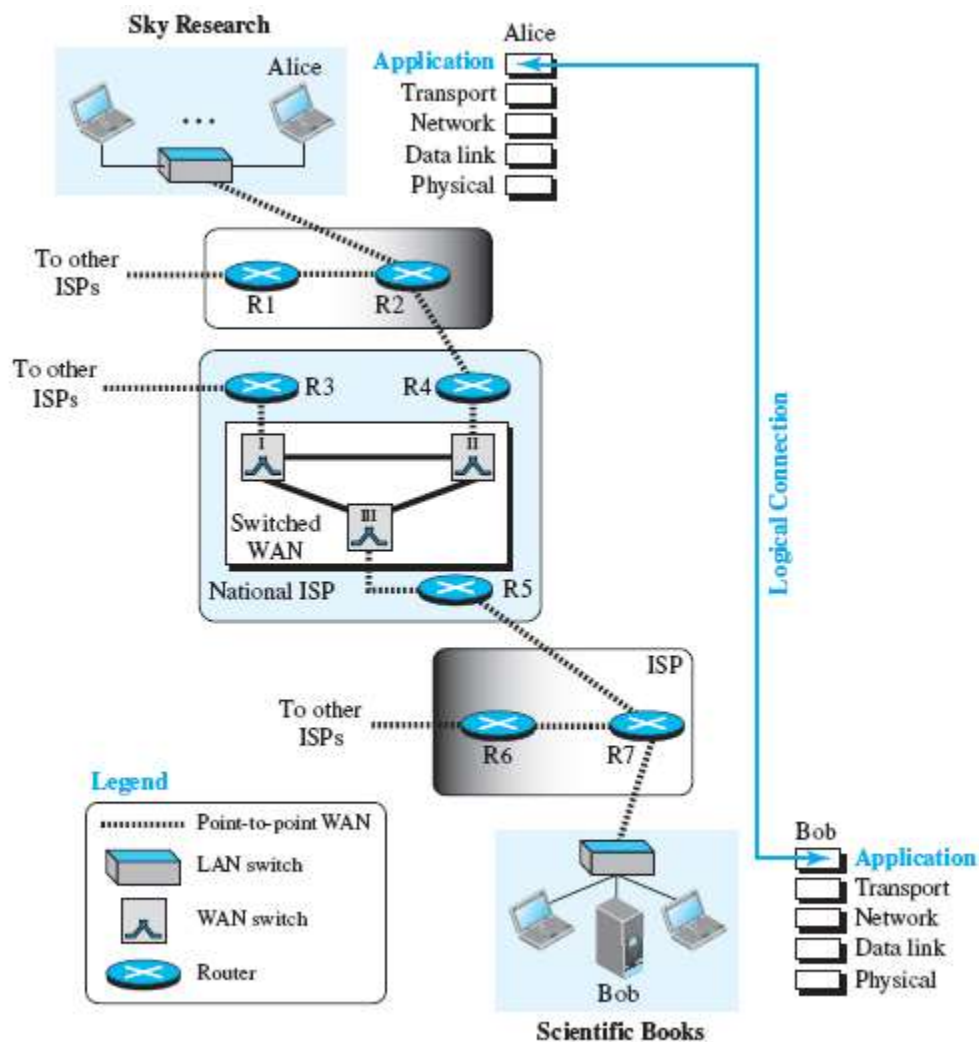 Sky Research
Alice
Alice
Application
Transport
Network
Data link
Physical
To other
ISPs
R1
R2
To other
ISPs
R3
R4
I
II
III
Switched
WAN
National ISP
R5
Logical Connection
ISP
To other
ISPs
R6
R7
Legend
Point-to-point WAN
LAN switch
WAN switch
Router
Bob
Application
Transport
Network
Data link
Physical
Bob
Scientific Books